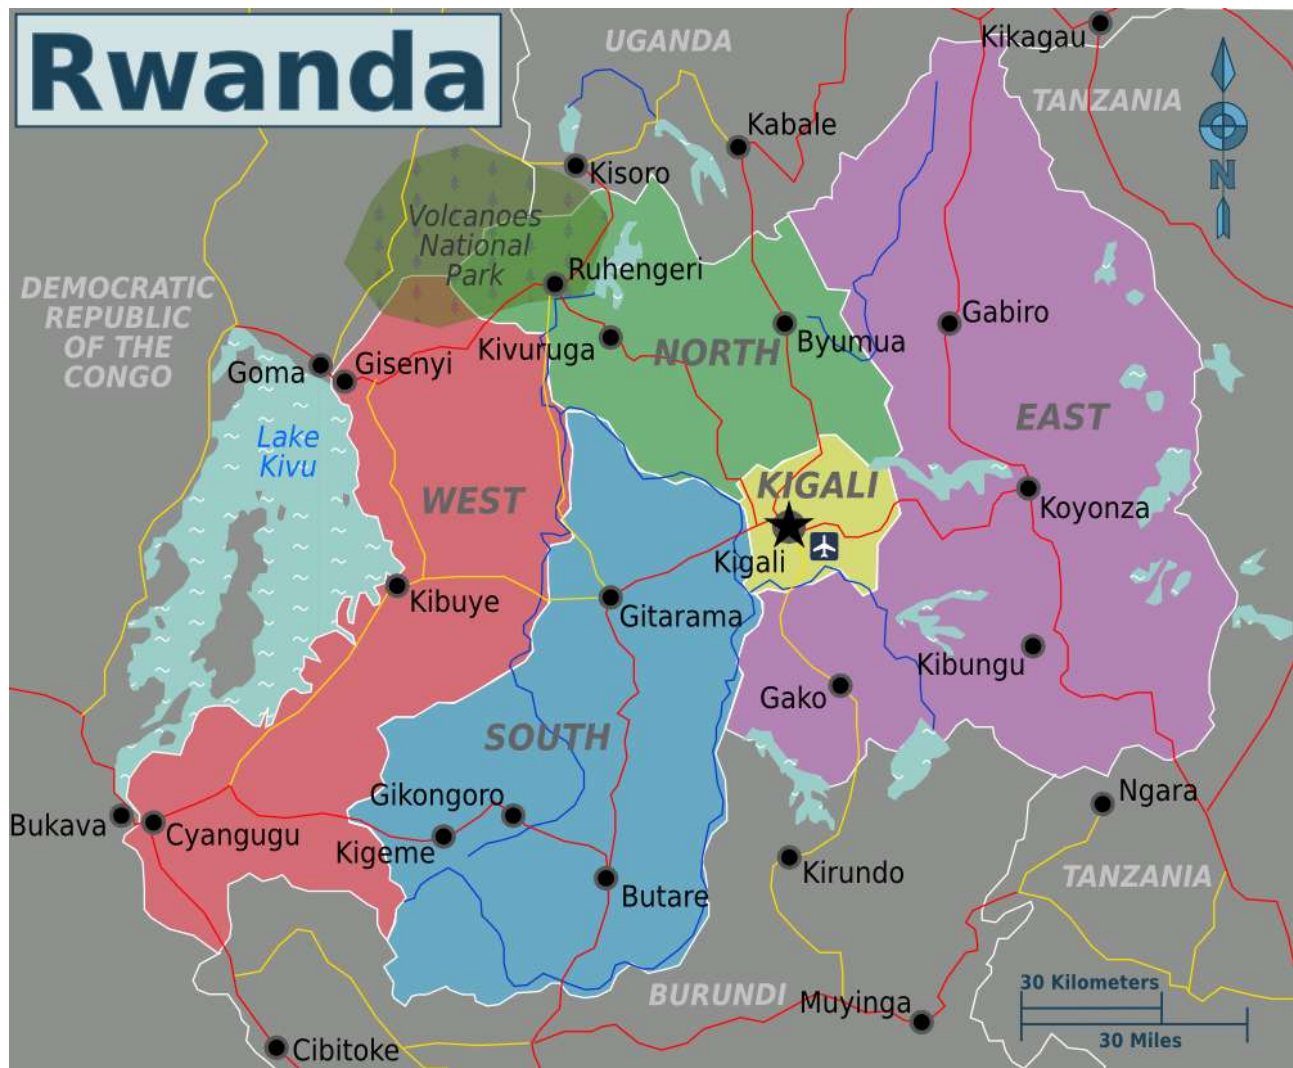 Rwanda
UGANDA
Kikagau
TANZANIA
Kabale
Kisoro
N
Volcanoes
National
Park
Ruhengeri
DEMOCRATIC
REPUBLIC
OF THE
CONGO
Gabiro
Kivuruga
NORTH
Byumua
Goma
Gisenyi
EAST
Lake
Kivu
WEST
KIGALI
Koyonza
Kigali
Kibuye
Gitarama
Kibungu
Gako
SOUTH
Gikongoro
Ngara
Bukava
Cyangugu
Kigeme
Kirundo
TANZANIA
Butare
BURUNDI
Muyinga
30 Kilometers
30 Miles
Cibitoke